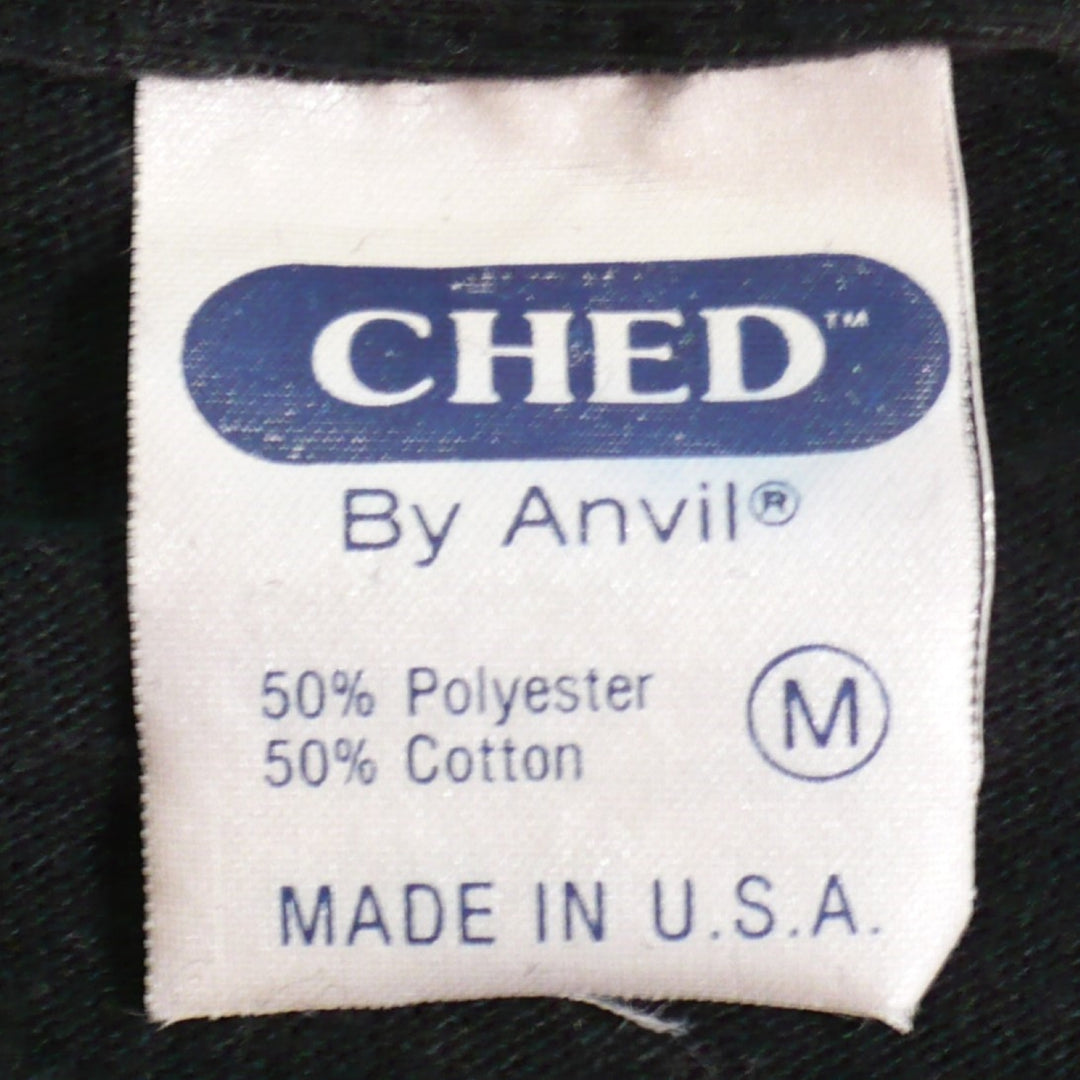 CHED™
By Anvil®
50% Polyester
50% Cotton
M
MADE IN U.S.A.